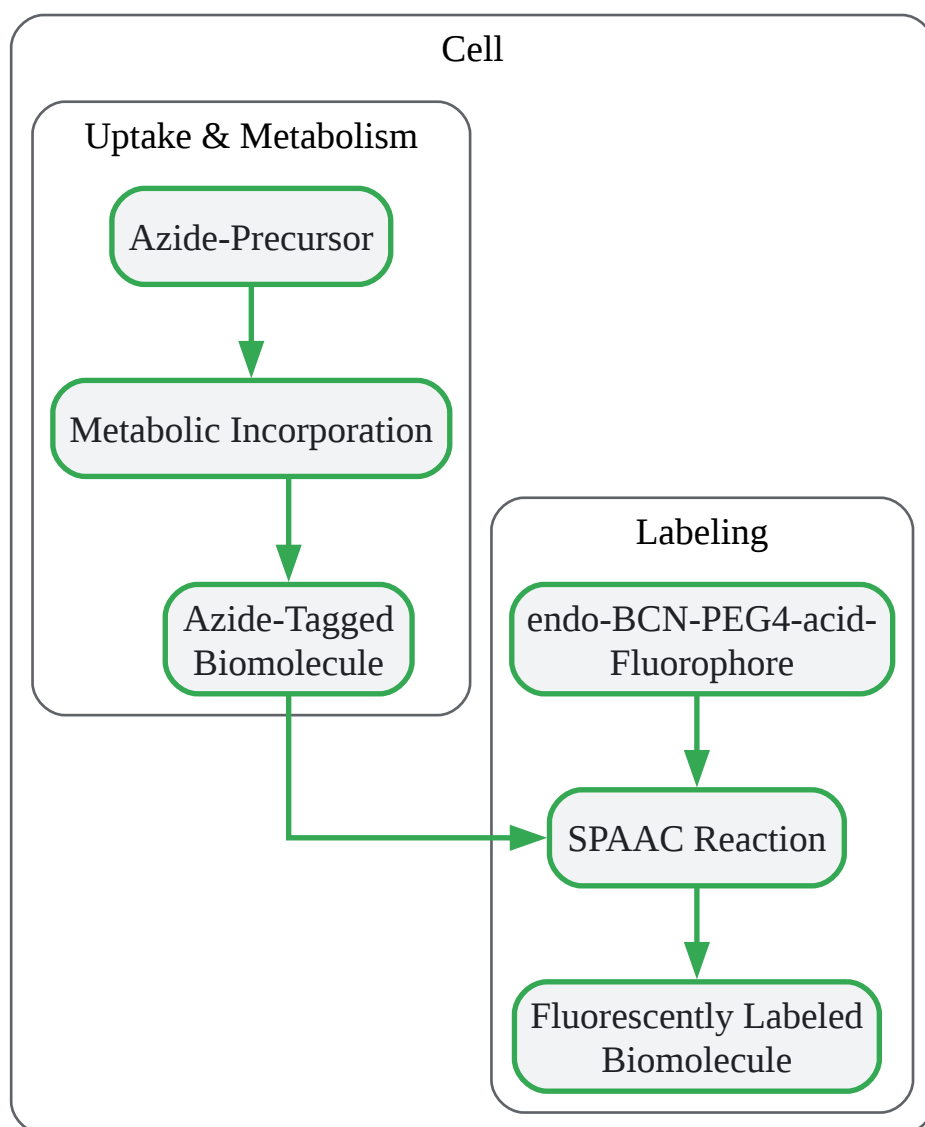 Cell
Uptake & Metabolism
Azide-Precursor
Metabolic Incorporation
Azide-Tagged
Biomolecule
Labeling
endo-BCN-PEG4-acid-
Fluorophore
SPAAC Reaction
Fluorescently Labeled
Biomolecule